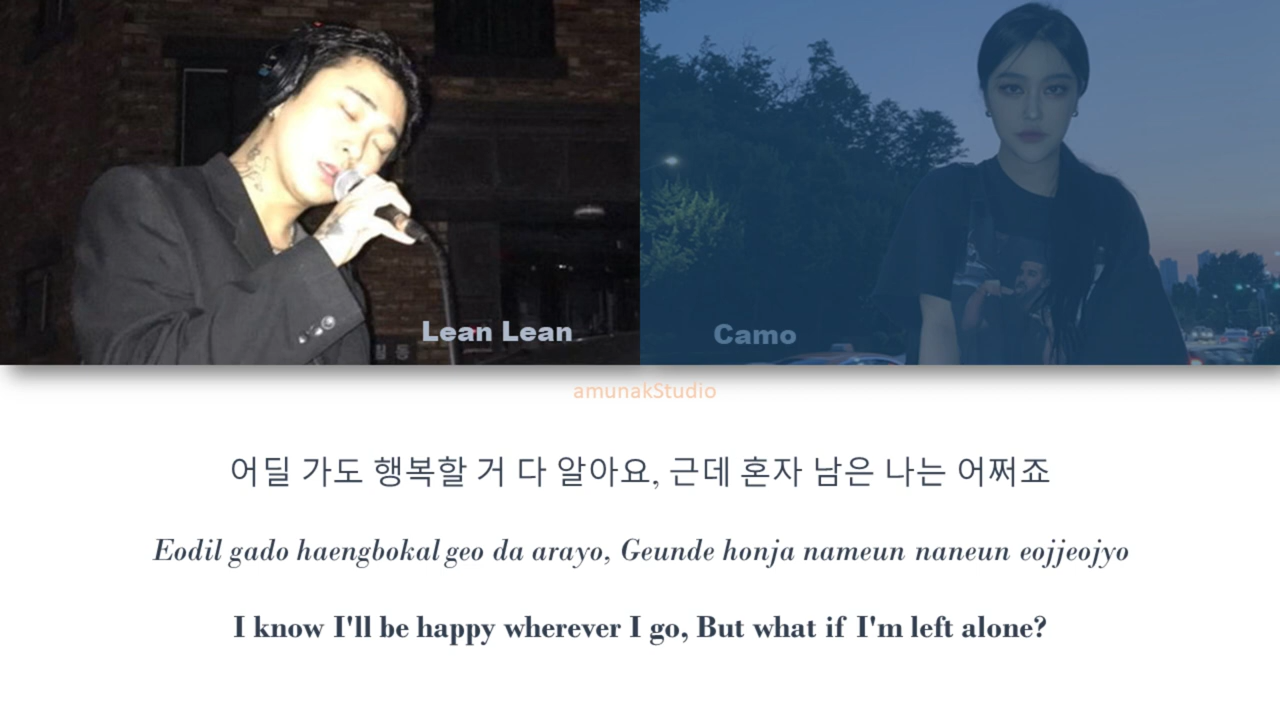 Lean Lean
Camo
amunakStudio
어딜 가도 행복할 거 다 알아요, 근데 혼자 남은 나는 어쩌죠
Eodil gado haengbokal geo da arayo, Geunde honja nameun naneun eojjeojyo
I know I'll be happy wherever I go, But what if I'm left alone?